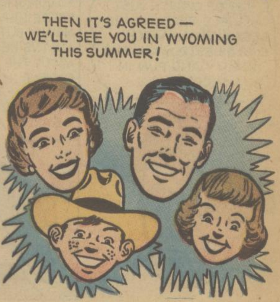 THEN IT'S AGREED —
WE'LL SEE YOU IN WYOMING
THIS SUMMER!